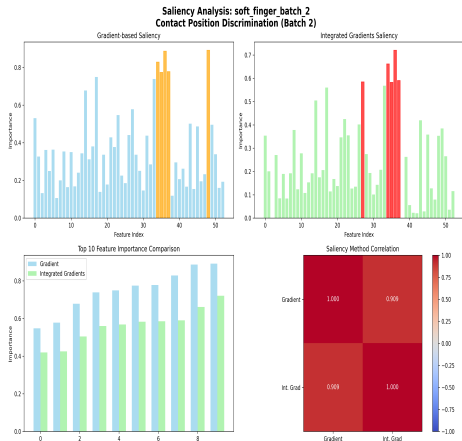 Saliency Analysis: soft_finger_batch_2
Contact Position Discrimination (Batch 2)
Gradient-based Saliency
Importance
0.8
0.6
0.4
0.2
0.0
0 10 20 30 40 50
Feature Index
Integrated Gradients Saliency
Importance
0.7
0.6
0.5
0.4
0.3
0.2
0.1
0.0
0 10 20 30 40 50
Feature Index
Top 10 Feature Importance Comparison
Gradient
Integrated Gradients
Importance
0.8
0.6
0.4
0.2
0.0
0 2 4 6 8
Saliency Method Correlation
Gradient
Int. Grad
1.000 0.909
0.909 1.000
Gradient Int. Grad
1.00
0.75
0.50
0.25
0.00
−0.25
−0.50
−0.75
−1.00